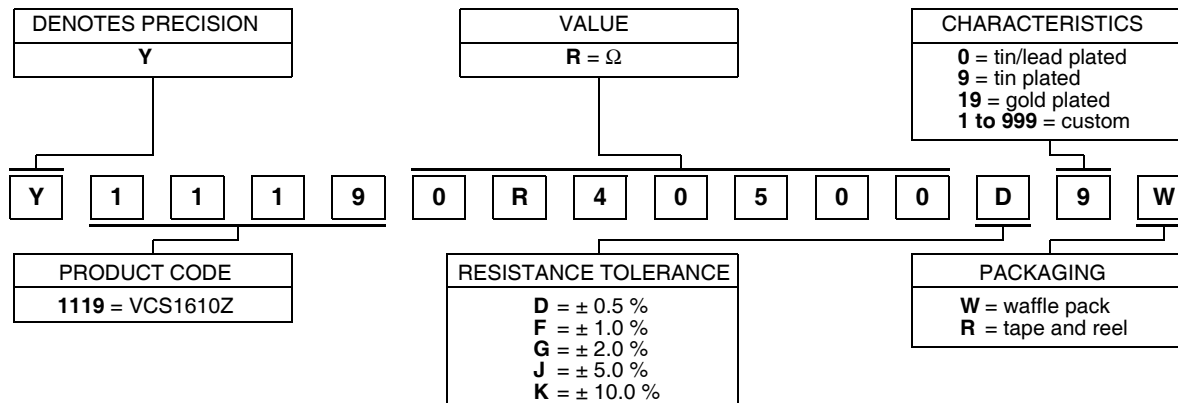 DENOTES PRECISION
Y
VALUE
R = Ω
CHARACTERISTICS
0 = tin/lead plated
9 = tin plated
19 = gold plated
1 to 999 = custom
Y 1 1 1 9 0 R 4 0 5 0 0 D 9 W
PRODUCT CODE
1119 = VCS1610Z
RESISTANCE TOLERANCE
D = ± 0.5 %
F = ± 1.0 %
G = ± 2.0 %
J = ± 5.0 %
K = ± 10.0 %
PACKAGING
W = waffle pack
R = tape and reel